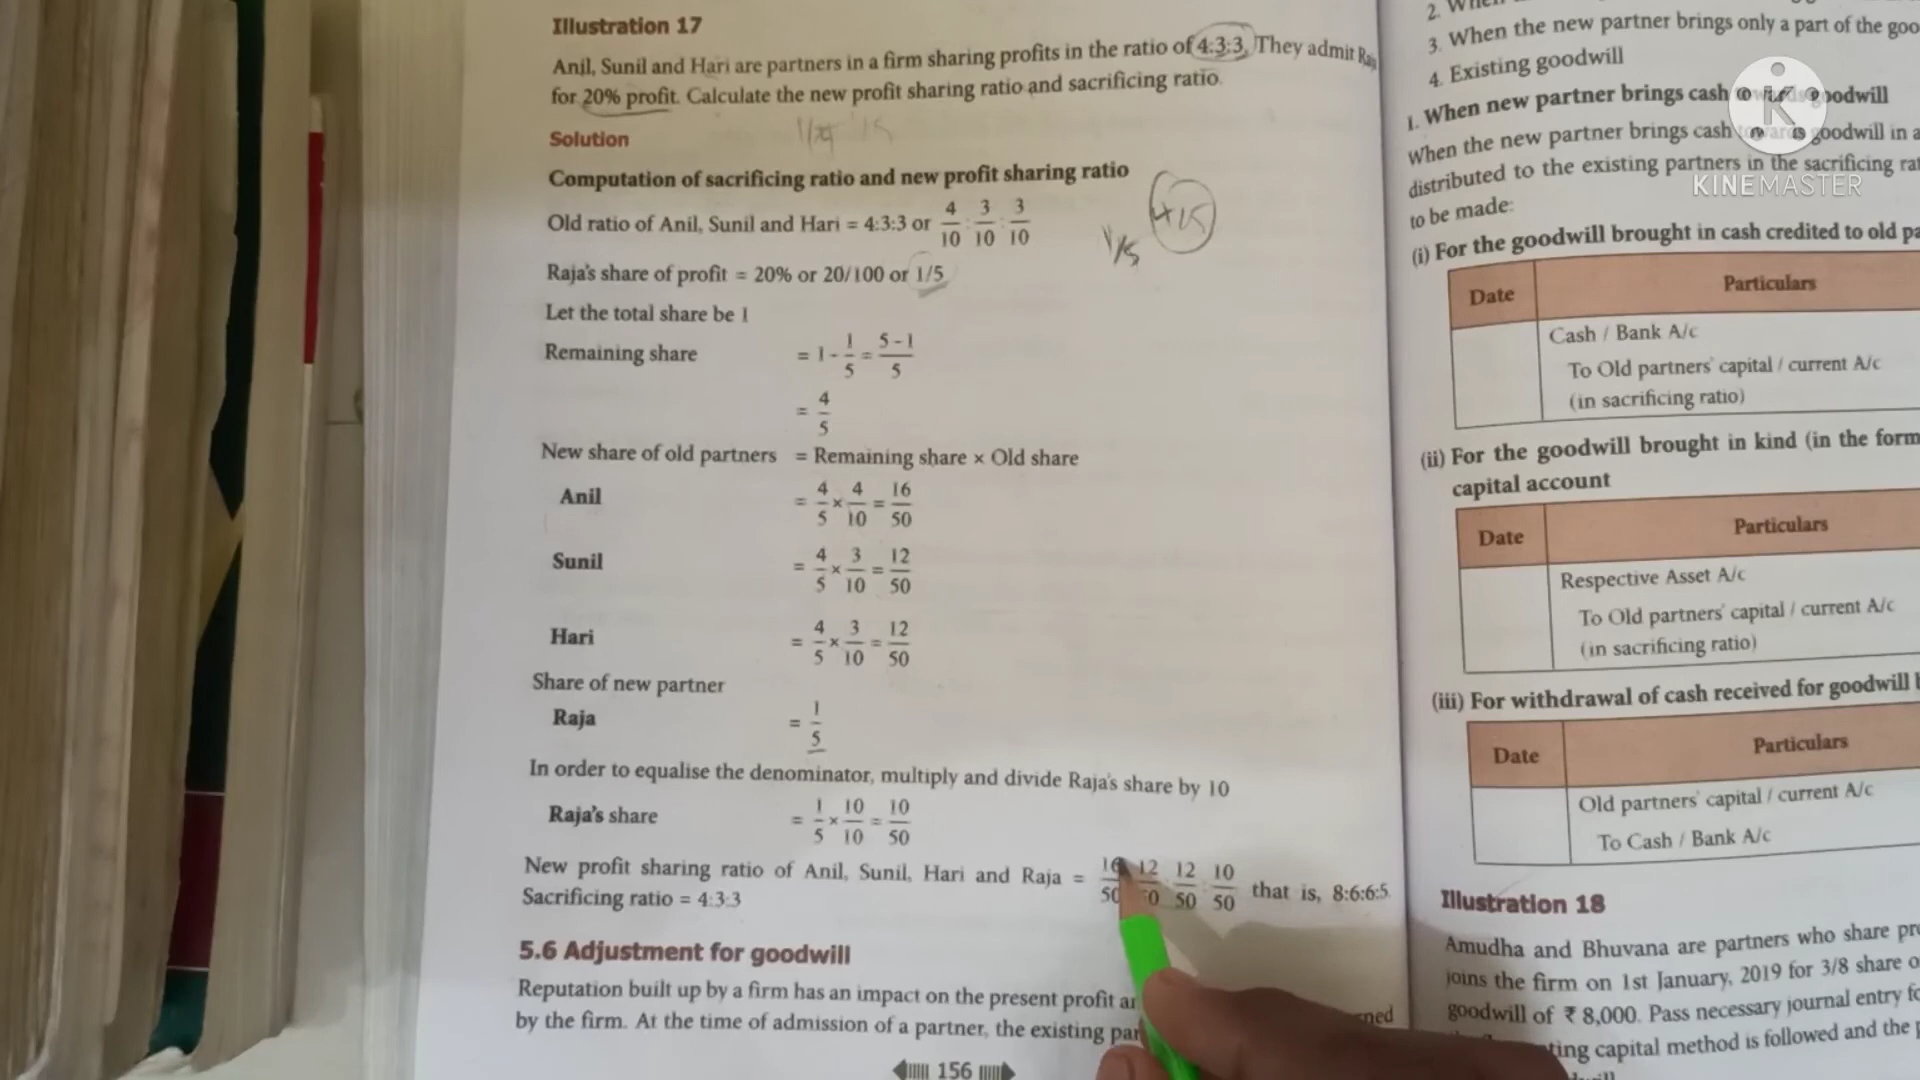 Illustration 17
Anil, Sunil and Hari are partners in a firm sharing profits in the ratio of 4:3:3. They admit Raja
for 20% profit. Calculate the new profit sharing ratio and sacrificing ratio.
Solution
Computation of sacrificing ratio and new profit sharing ratio
Old ratio of Anil, Sunil and Hari = 4:3:3 or 4/10 : 3/10 : 3/10
1/5
Raja's share of profit = 20% or 20/100 or 1/5
Let the total share be 1
Remaining share = 1 - 1/5 = 5-1/5
= 4/5
New share of old partners = Remaining share × Old share
Anil = 4/5 × 4/10 = 16/50
Sunil = 4/5 × 3/10 = 12/50
Hari = 4/5 × 3/10 = 12/50
Share of new partner
Raja = 1/5
In order to equalise the denominator, multiply and divide Raja's share by 10
Raja's share = 1/5 × 10/10 = 10/50
New profit sharing ratio of Anil, Sunil, Hari and Raja = 16/50 12/50 12/50 10/50 that is, 8:6:6:5
Sacrificing ratio = 4:3:3
5.6 Adjustment for goodwill
Reputation built up by a firm has an impact on the present profit
by the firm. At the time of admission of a partner, the existing
156
2. When
3. When the new partner brings only a part of the
4. Existing goodwill
1. When new partner brings cash towards goodwill
When the new partner brings cash towards goodwill in
distributed to the existing partners in the sacrificing
to be made:
(i) For the goodwill brought in cash credited to old
Date Particulars
Cash / Bank A/c
To Old partners' capital / current A/c
(in sacrificing ratio)
(ii) For the goodwill brought in kind (in the form
capital account
Date Particulars
Respective Asset A/c
To Old partners' capital / current A/c
(in sacrificing ratio)
(iii) For withdrawal of cash received for goodwill
Date Particulars
Old partners' capital / current A/c
To Cash / Bank A/c
Illustration 18
Amudha and Bhuvana are partners who share
joins the firm on 1st January, 2019 for 3/8 share
goodwill of ₹ 8,000. Pass necessary journal entry
capital method is followed and the
K
KINEMASTER